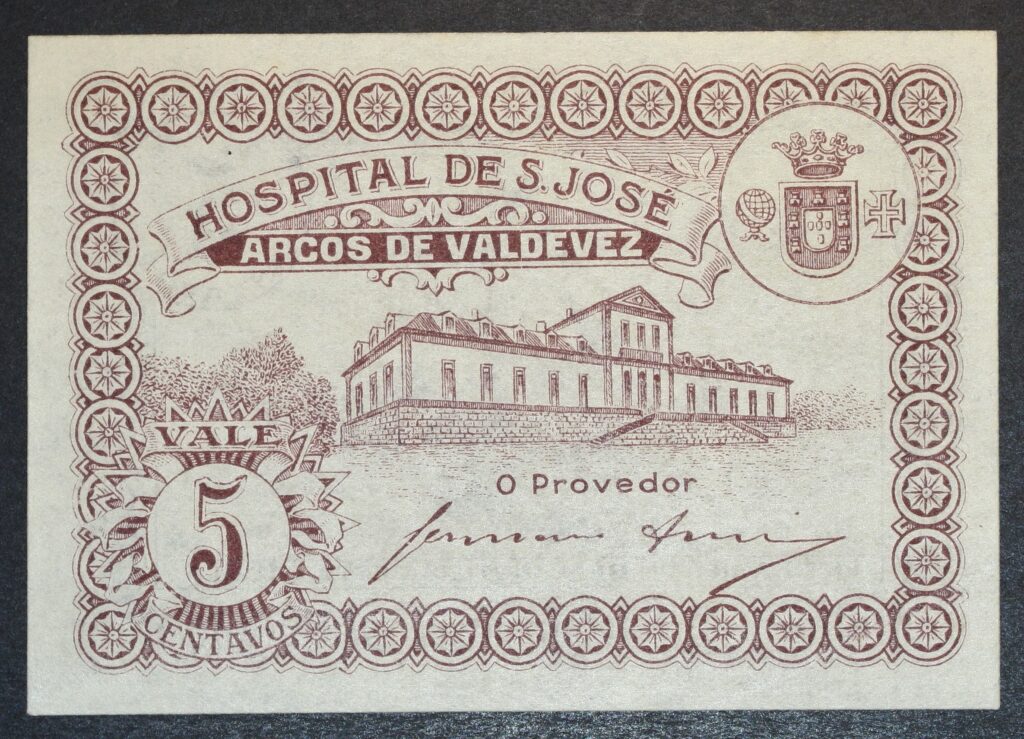 HOSPITAL DE S. JOSÉ
ARCOS DE VALDEVEZ
VALE
5
CENTAVOS
O Provedor